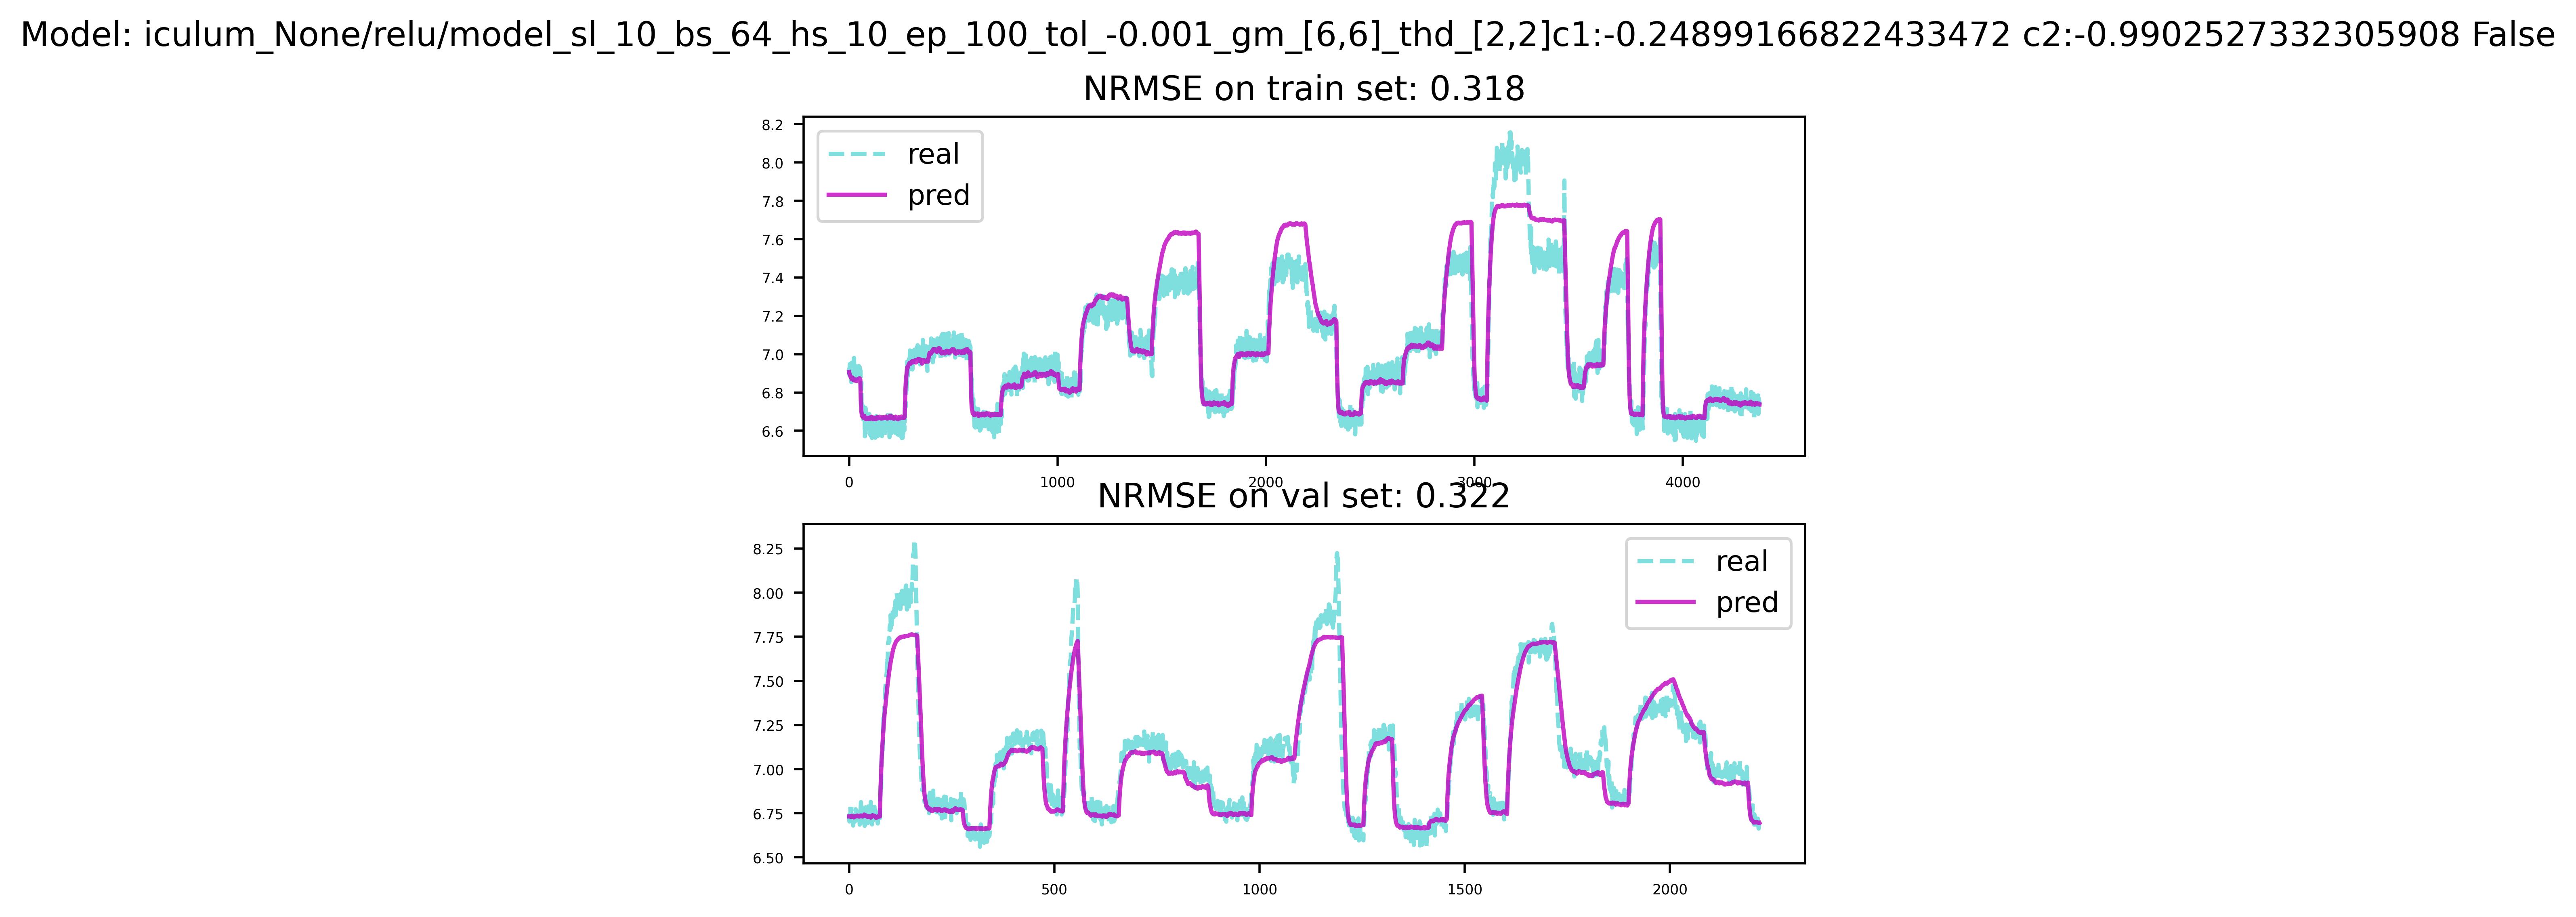 Model: iculum_None/relu/model_sl_10_bs_64_hs_10_ep_100_tol_-0.001_gm_[6,6]_thd_[2,2]c1:-0.24899166822433472 c2:-0.9902527332305908 False
NRMSE on train set: 0.318
8.2
8.0
7.8
7.6
7.4
7.2
7.0
6.8
6.6
real
pred
0 1000 2000 3000 4000
NRMSE on val set: 0.322
8.25
8.00
7.75
7.50
7.25
7.00
6.75
6.50
real
pred
0 500 1000 1500 2000